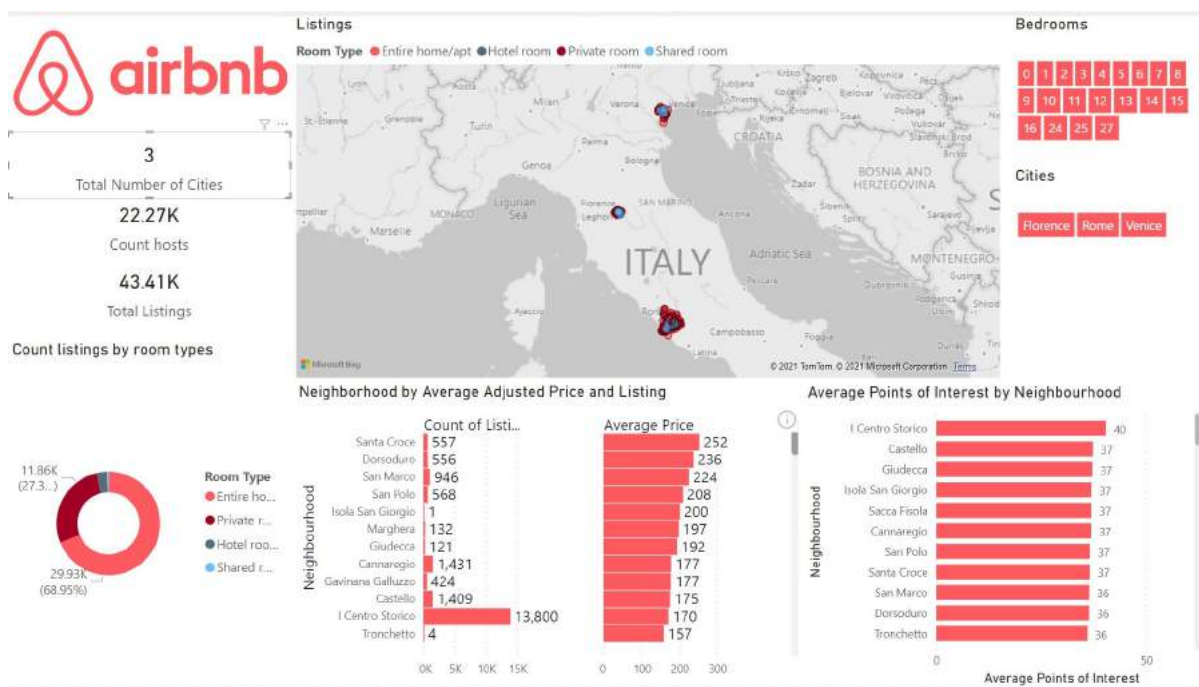 airbnb
3
Total Number of Cities
22.27K
Count hosts
43.41K
Total Listings
Count listings by room types
11.86K
(27.3...)
29.93K
(68.95%)
Room Type
Entire ho...
Private r...
Hotel roo...
Shared r...
Listings
Room Type Entire home/apt Hotel room Private room Shared room
Krško Zagreb Koprivnica
Milan Verona Venice
Grenoble Turin
CROATIA
Parma
Genoa Bologna
BOSNIA AND
HERZEGOVINA
Zadar
Ligurian
Sea
MONACO
Florence SAN MARINO
Leghorn
Marseille
Ancona
Sarajevo
ITALY
Adriatic Sea
MONTENEGRO
Pescara
Dubrovnik
Podgorica
Ajaccio
Campobasso
Foggia
Latina
Microsoft Bing
© 2021 TomTom, © 2021 Microsoft Corporation Terms
Bedrooms
0 1 2 3 4 5 6 7 8
9 10 11 12 13 14 15
16 24 25 27
Cities
Florence Rome Venice
Neighborhood by Average Adjusted Price and Listing
Count of Listi... Average Price
Neighbourhood
Santa Croce 557 252
Dorsoduro 556 236
San Marco 946 224
San Polo 568 208
Isola San Giorgio 1 200
Marghera 132 197
Giudecca 121 192
Cannaregio 1,431 177
Gavinana Galluzzo 424 177
Castello 1,409 175
I Centro Storico 13,800 170
Tronchetto 4 157
0K 5K 10K 15K 0 100 200 300
Average Points of Interest by Neighbourhood
Neighbourhood
I Centro Storico 40
Castello 37
Giudecca 37
Isola San Giorgio 37
Sacca Fisola 37
Cannaregio 37
San Polo 37
Santa Croce 37
San Marco 36
Dorsoduro 36
Tronchetto 36
0 50
Average Points of Interest